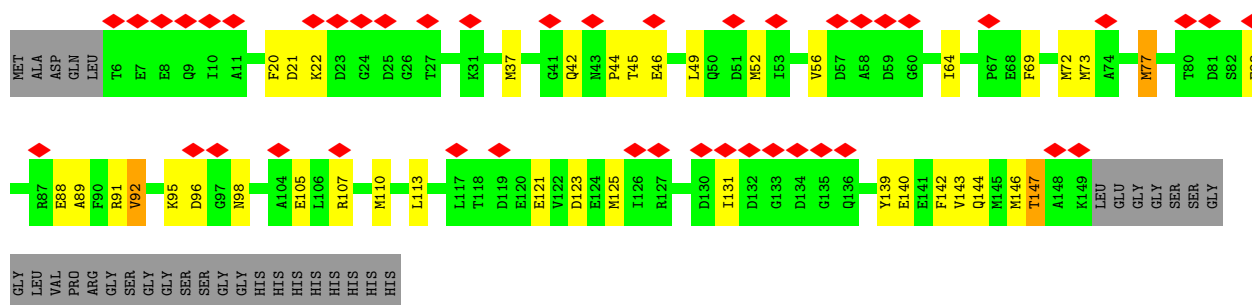 MET ALA ASP GLN LEU T6 E7 E8 Q9 I10 A11 F20 D21 K22 D23 G24 D25 G26 T27 K31 M37 G41 Q42 N43 P44 T45 E46 L49 Q50 D51 M52 I53 V56 D57 A58 D59 G60 I64 P67 E68 F69 M72 M73 A74 M77 T80 D81 S82
R87 E88 A89 F90 R91 V92 K95 D96 G97 N98 A104 E105 L106 R107 M110 L113 L117 T118 D119 E120 E121 V122 D123 E124 M125 I126 R127 D130 I131 D132 G133 D134 G135 Q136 Y139 E140 E141 F142 V143 Q144 M145 M146 T147 A148 K149 LEU GLU GLY GLY SER SER GLY
GLY LEU VAL PRO ARG GLY SER GLY GLY SER SER GLY GLY HIS HIS HIS HIS HIS HIS HIS HIS